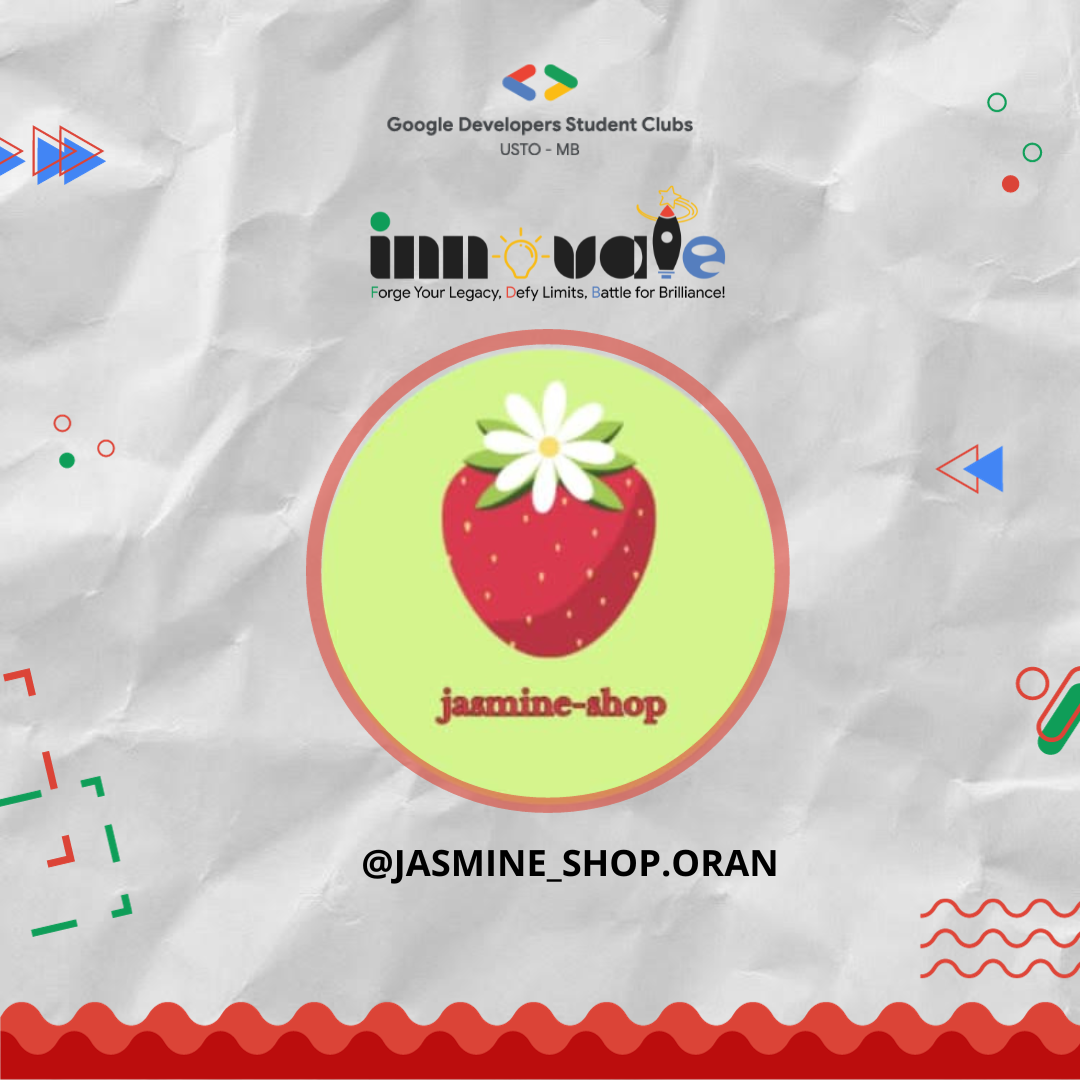 Google Developers Student Clubs
USTO - MB
innovate
Forge Your Legacy, Defy Limits, Battle for Brilliance!
jasmine-shop
@JASMINE_SHOP.ORAN